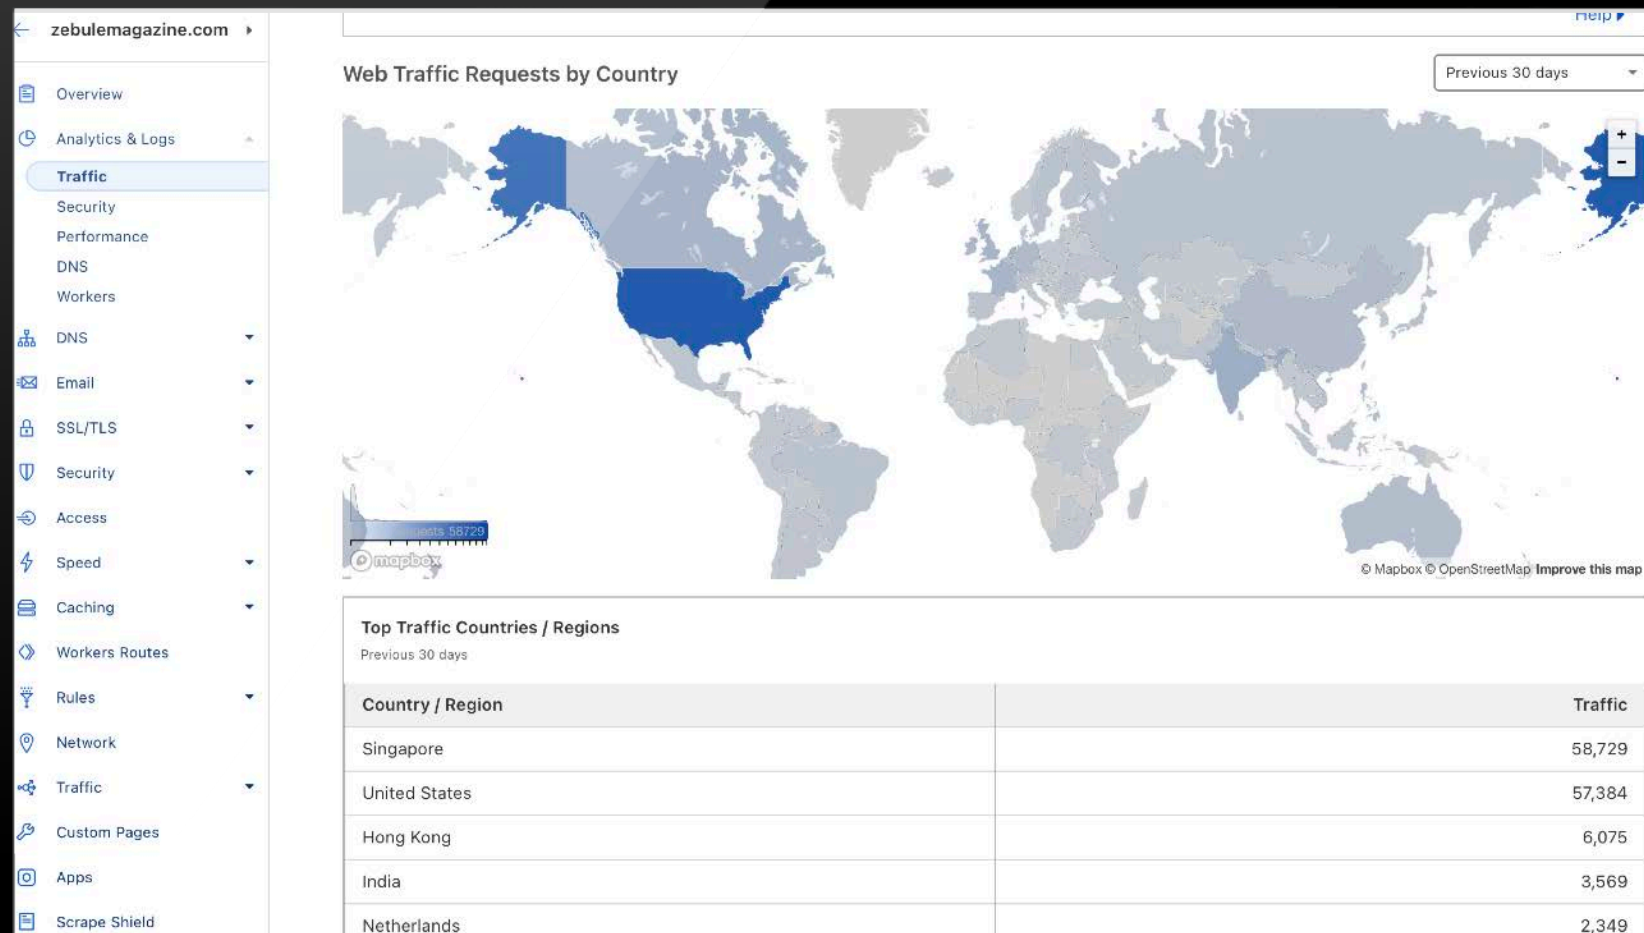 zebulemagazine.com
Overview
Analytics & Logs
Traffic
Security
Performance
DNS
Workers
DNS
Email
SSL/TLS
Security
Access
Speed
Caching
Workers Routes
Rules
Network
Traffic
Custom Pages
Apps
Scrape Shield
Help
Web Traffic Requests by Country
Previous 30 days
+
−
58729
mapbox
© Mapbox © OpenStreetMap Improve this map
Top Traffic Countries / Regions
Previous 30 days
Country / Region Traffic
Singapore 58,729
United States 57,384
Hong Kong 6,075
India 3,569
Netherlands 2,349